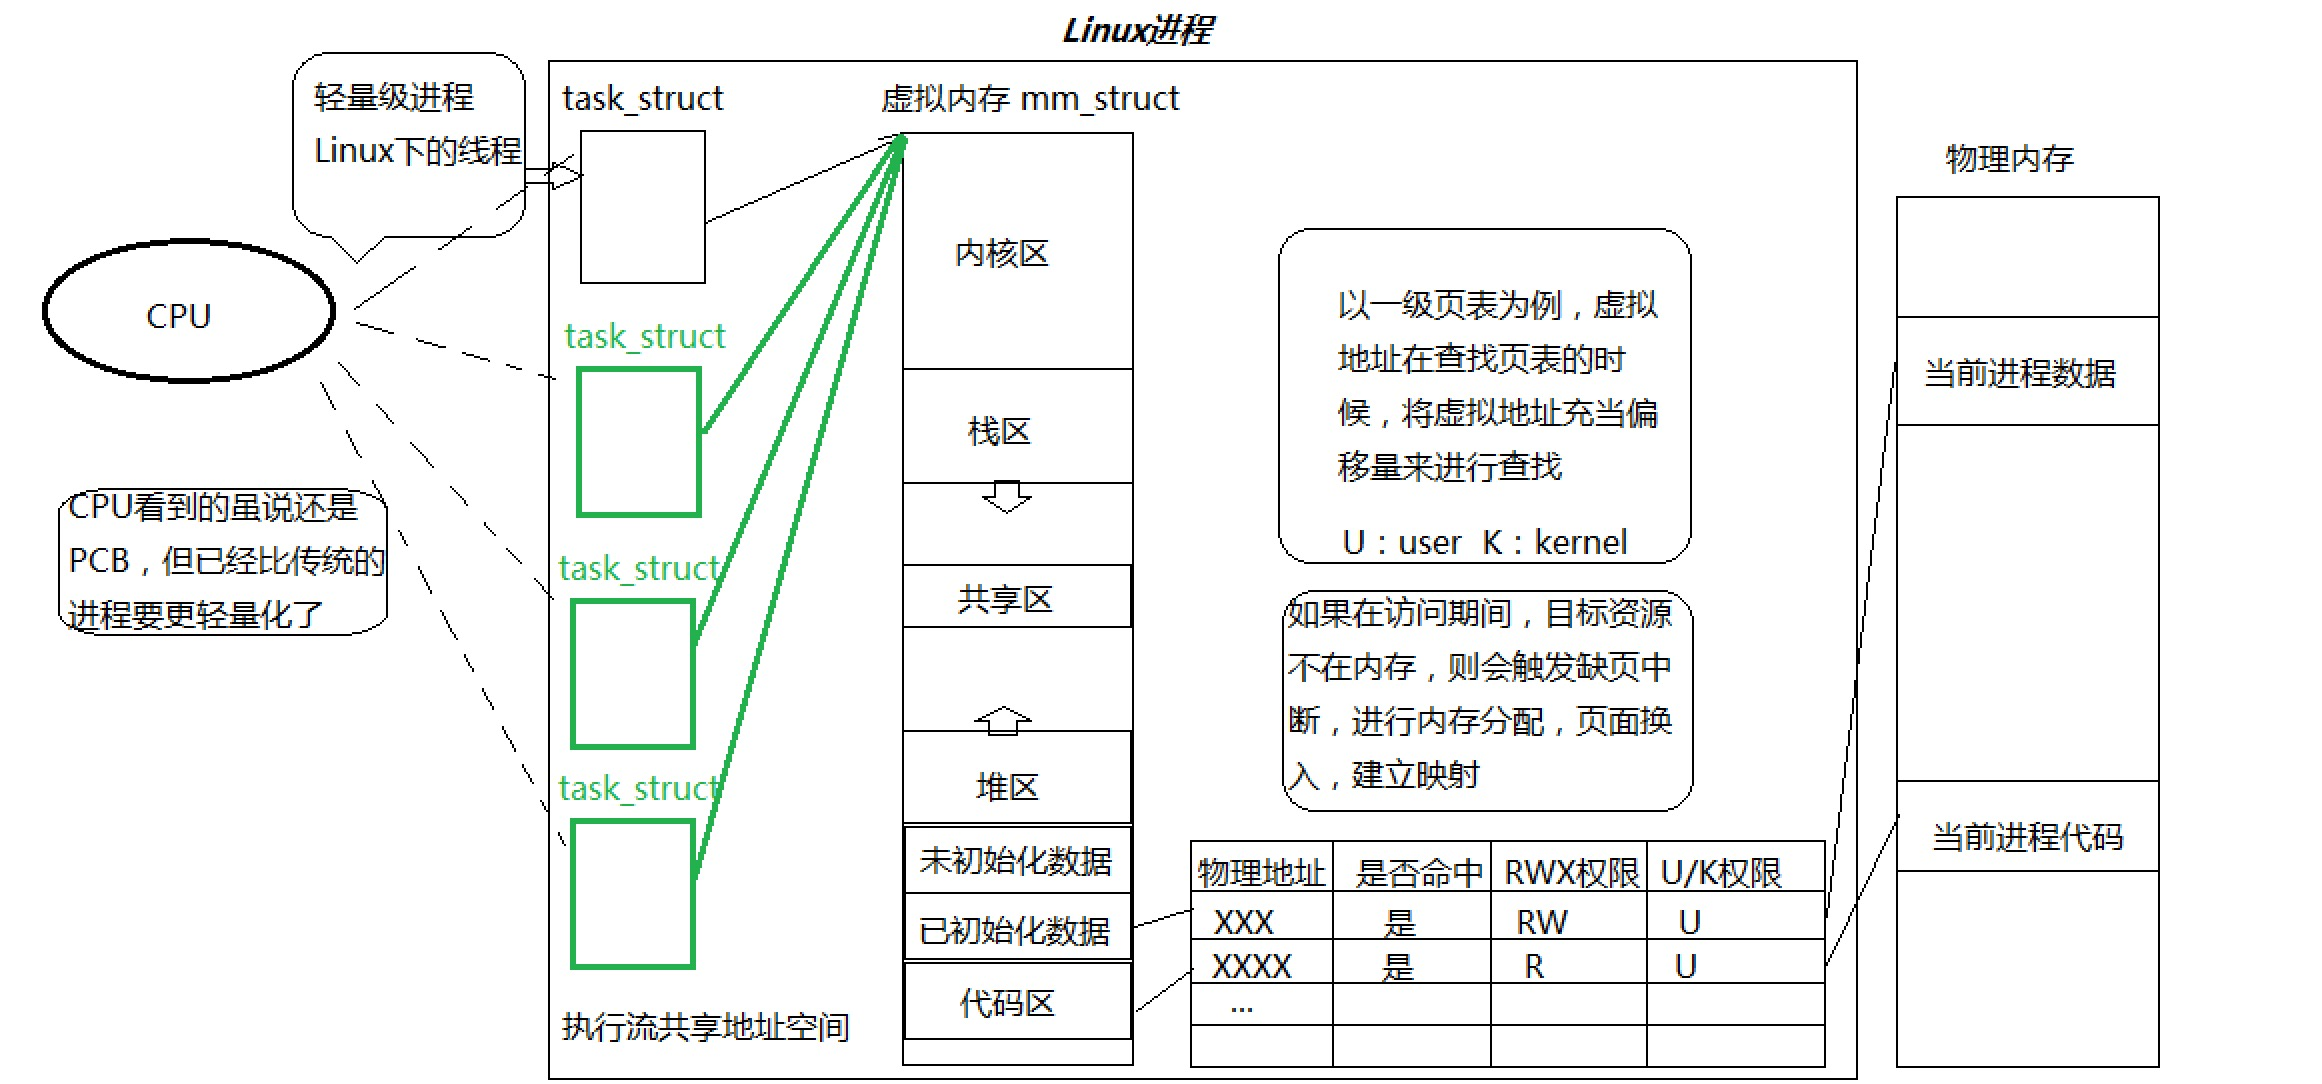 Linux进程
轻量级进程
Linux下的线程
CPU
CPU看到的虽说还是
PCB，但已经比传统的
进程要更轻量化了
task_struct
task_struct
task_struct
task_struct
执行流共享地址空间
虚拟内存 mm_struct
内核区
栈区
共享区
堆区
未初始化数据
已初始化数据
代码区
以一级页表为例，虚拟
地址在查找页表的时
候，将虚拟地址充当偏
移量来进行查找
U：user K：kernel
如果在访问期间，目标资源
不在内存，则会触发缺页中
断，进行内存分配，页面换
入，建立映射
物理地址 是否命中 RWX权限 U/K权限
XXX 是 RW U
XXXX 是 R U
...
物理内存
当前进程数据
当前进程代码